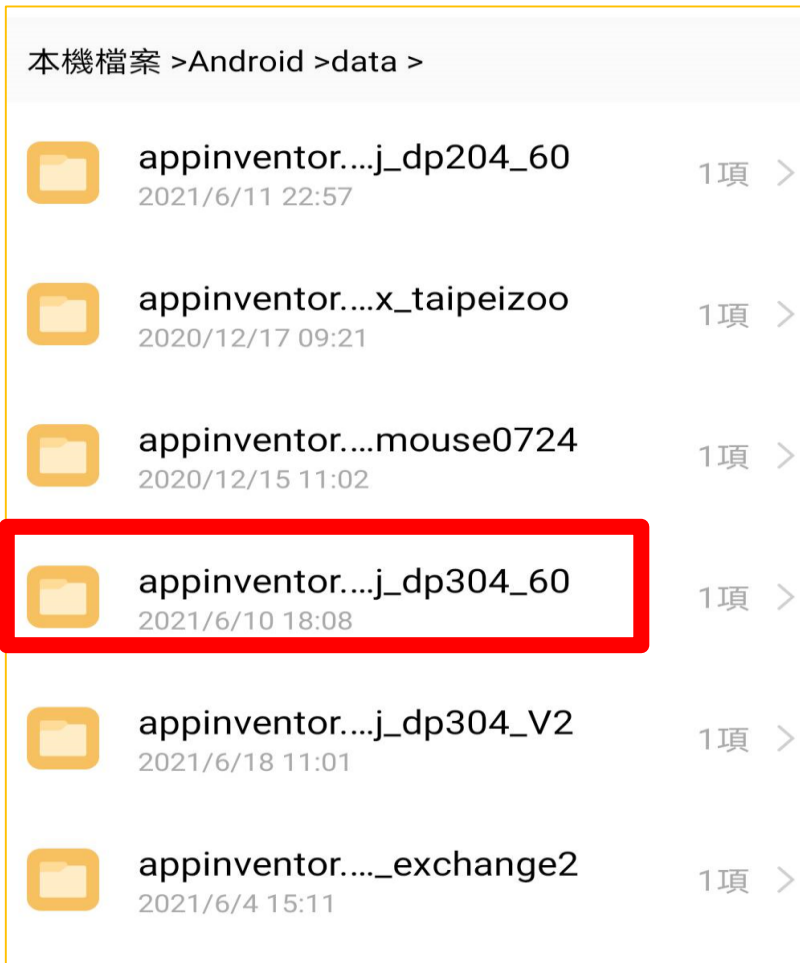 本機檔案 >Android >data >
appinventor....j_dp204_60
2021/6/11 22:57
1項 >
appinventor....x_taipeizoo
2020/12/17 09:21
1項 >
appinventor....mouse0724
2020/12/15 11:02
1項 >
appinventor....j_dp304_60
2021/6/10 18:08
1項 >
appinventor....j_dp304_V2
2021/6/18 11:01
1項 >
appinventor...._exchange2
2021/6/4 15:11
1項 >